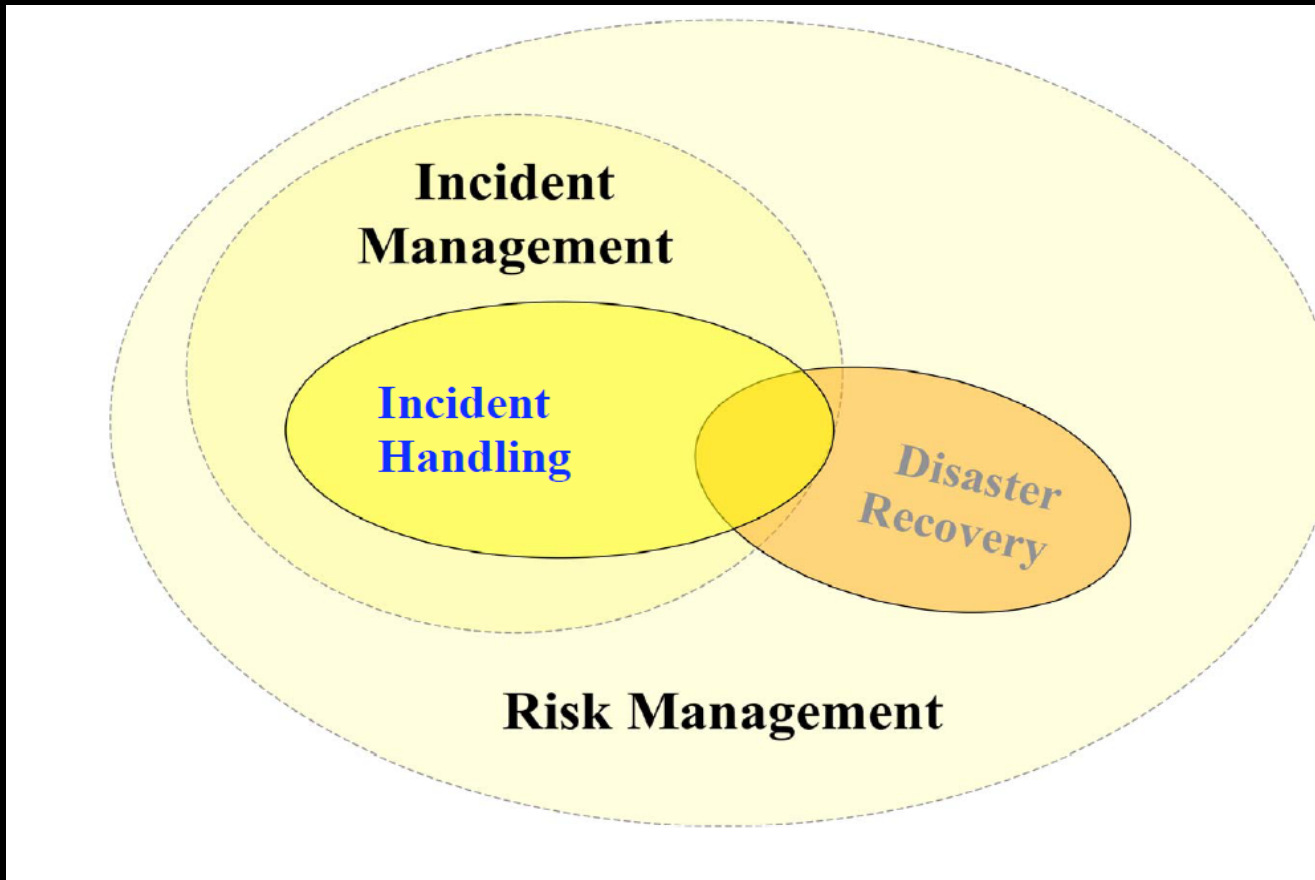 Incident
Management
Incident
Handling
Disaster
Recovery
Risk Management